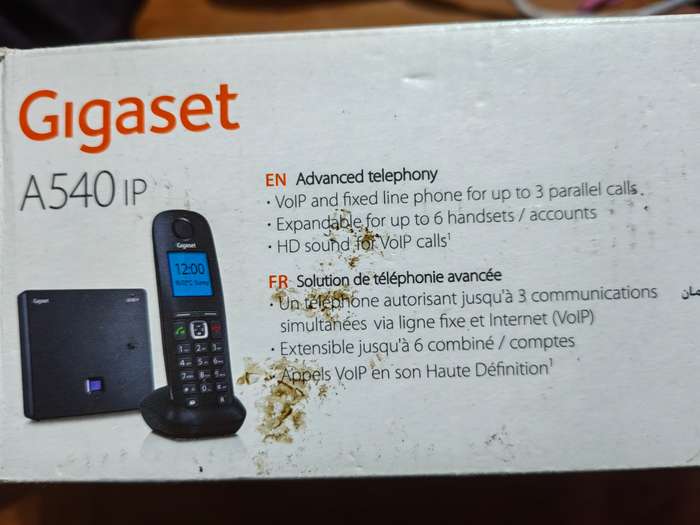 Gigaset
A540 IP
EN Advanced telephony
· VoIP and fixed line phone for up to 3 parallel calls.
· Expandable for up to 6 handsets / accounts
· HD sound for VoIP calls¹
FR Solution de téléphonie avancée
· Un téléphone autorisant jusqu'à 3 communications
simultanées via ligne fixe et Internet (VoIP)
· Extensible jusqu'à 6 combiné / comptes
· Appels VoIP en son Haute Définition¹
Gigaset
12:00
Gigaset